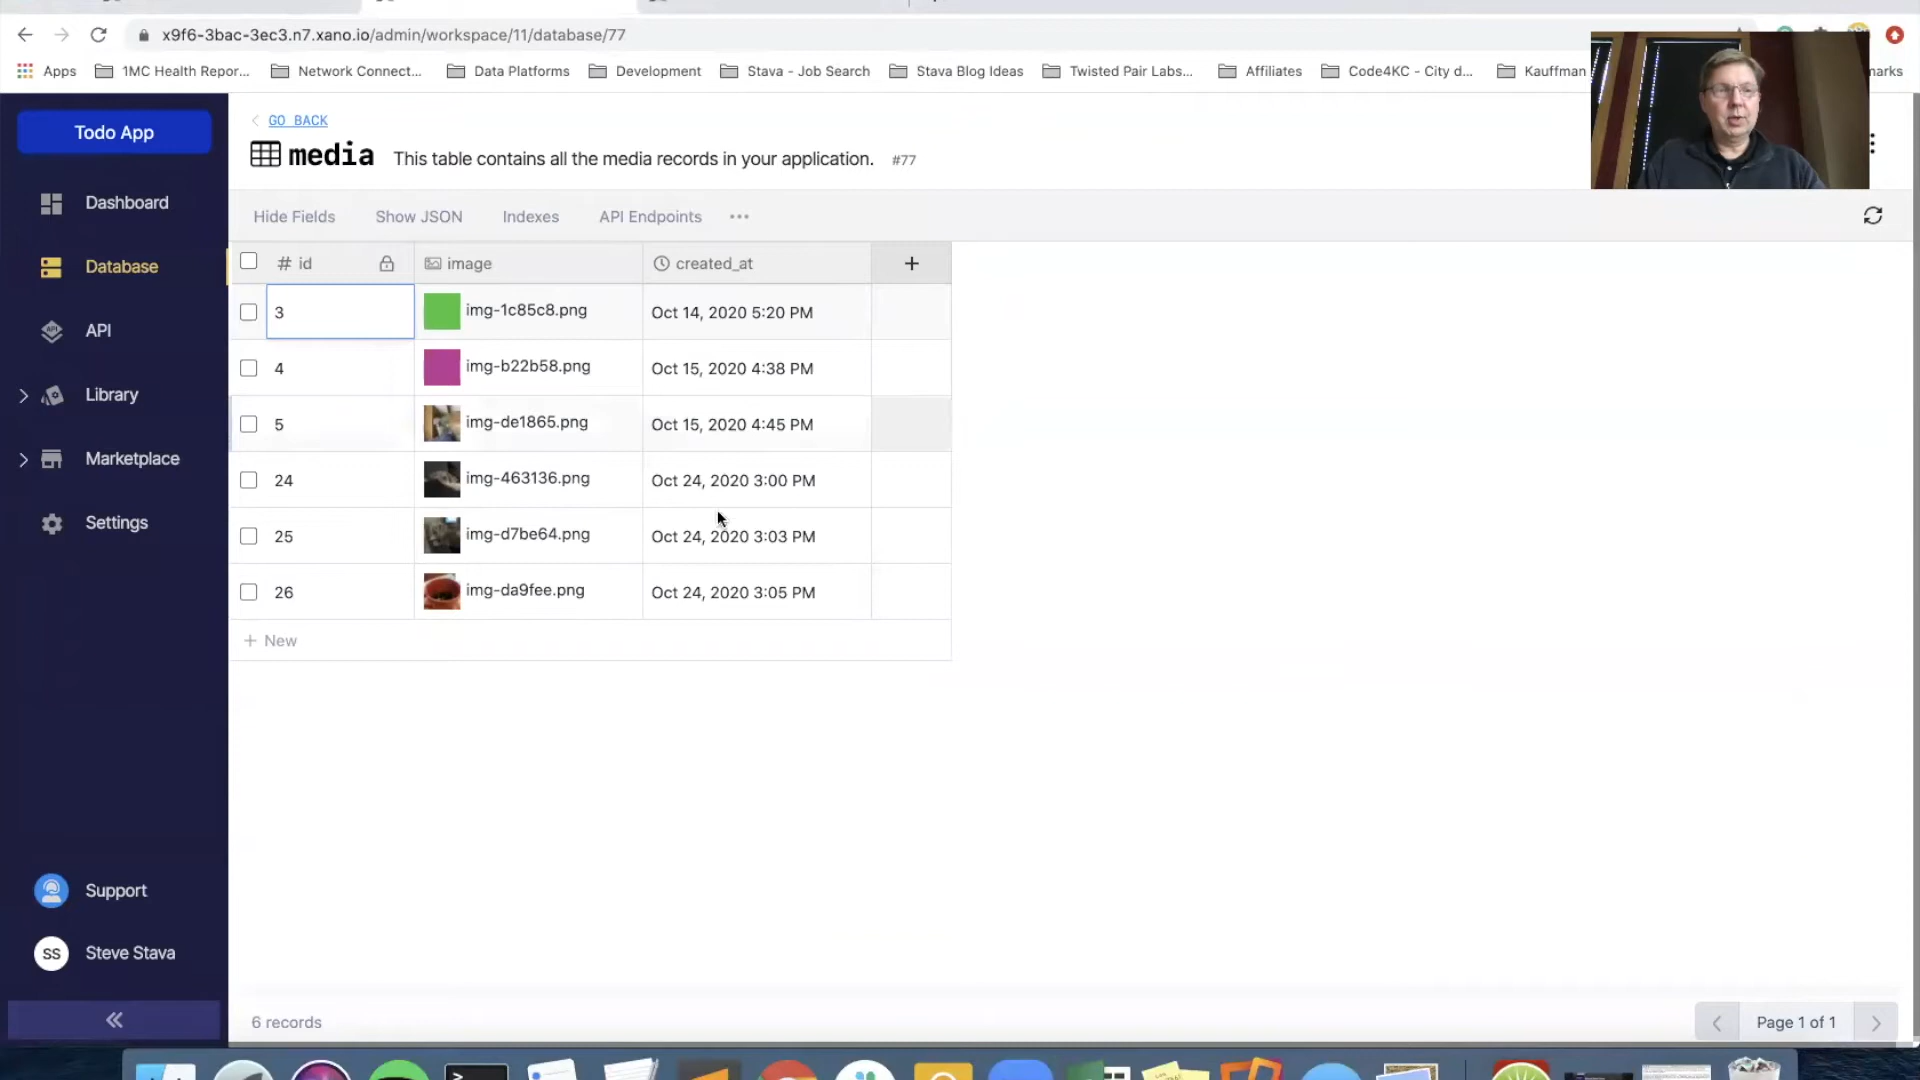 x9f6-3bac-3ec3.n7.xano.io/admin/workspace/11/database/77
Apps
1MC Health Repor...
Network Connect...
Data Platforms
Development
Stava - Job Search
Stava Blog Ideas
Twisted Pair Labs...
Affiliates
Code4KC - City d...
Kauffman
Todo App
Dashboard
Database
API
Library
Marketplace
Settings
Support
SS Steve Stava
GO BACK
media This table contains all the media records in your application. #77
Hide Fields Show JSON Indexes API Endpoints ...
# id image created_at +
3 img-1c85c8.png Oct 14, 2020 5:20 PM
4 img-b22b58.png Oct 15, 2020 4:38 PM
5 img-de1865.png Oct 15, 2020 4:45 PM
24 img-463136.png Oct 24, 2020 3:00 PM
25 img-d7be64.png Oct 24, 2020 3:03 PM
26 img-da9fee.png Oct 24, 2020 3:05 PM
+ New
6 records
Page 1 of 1